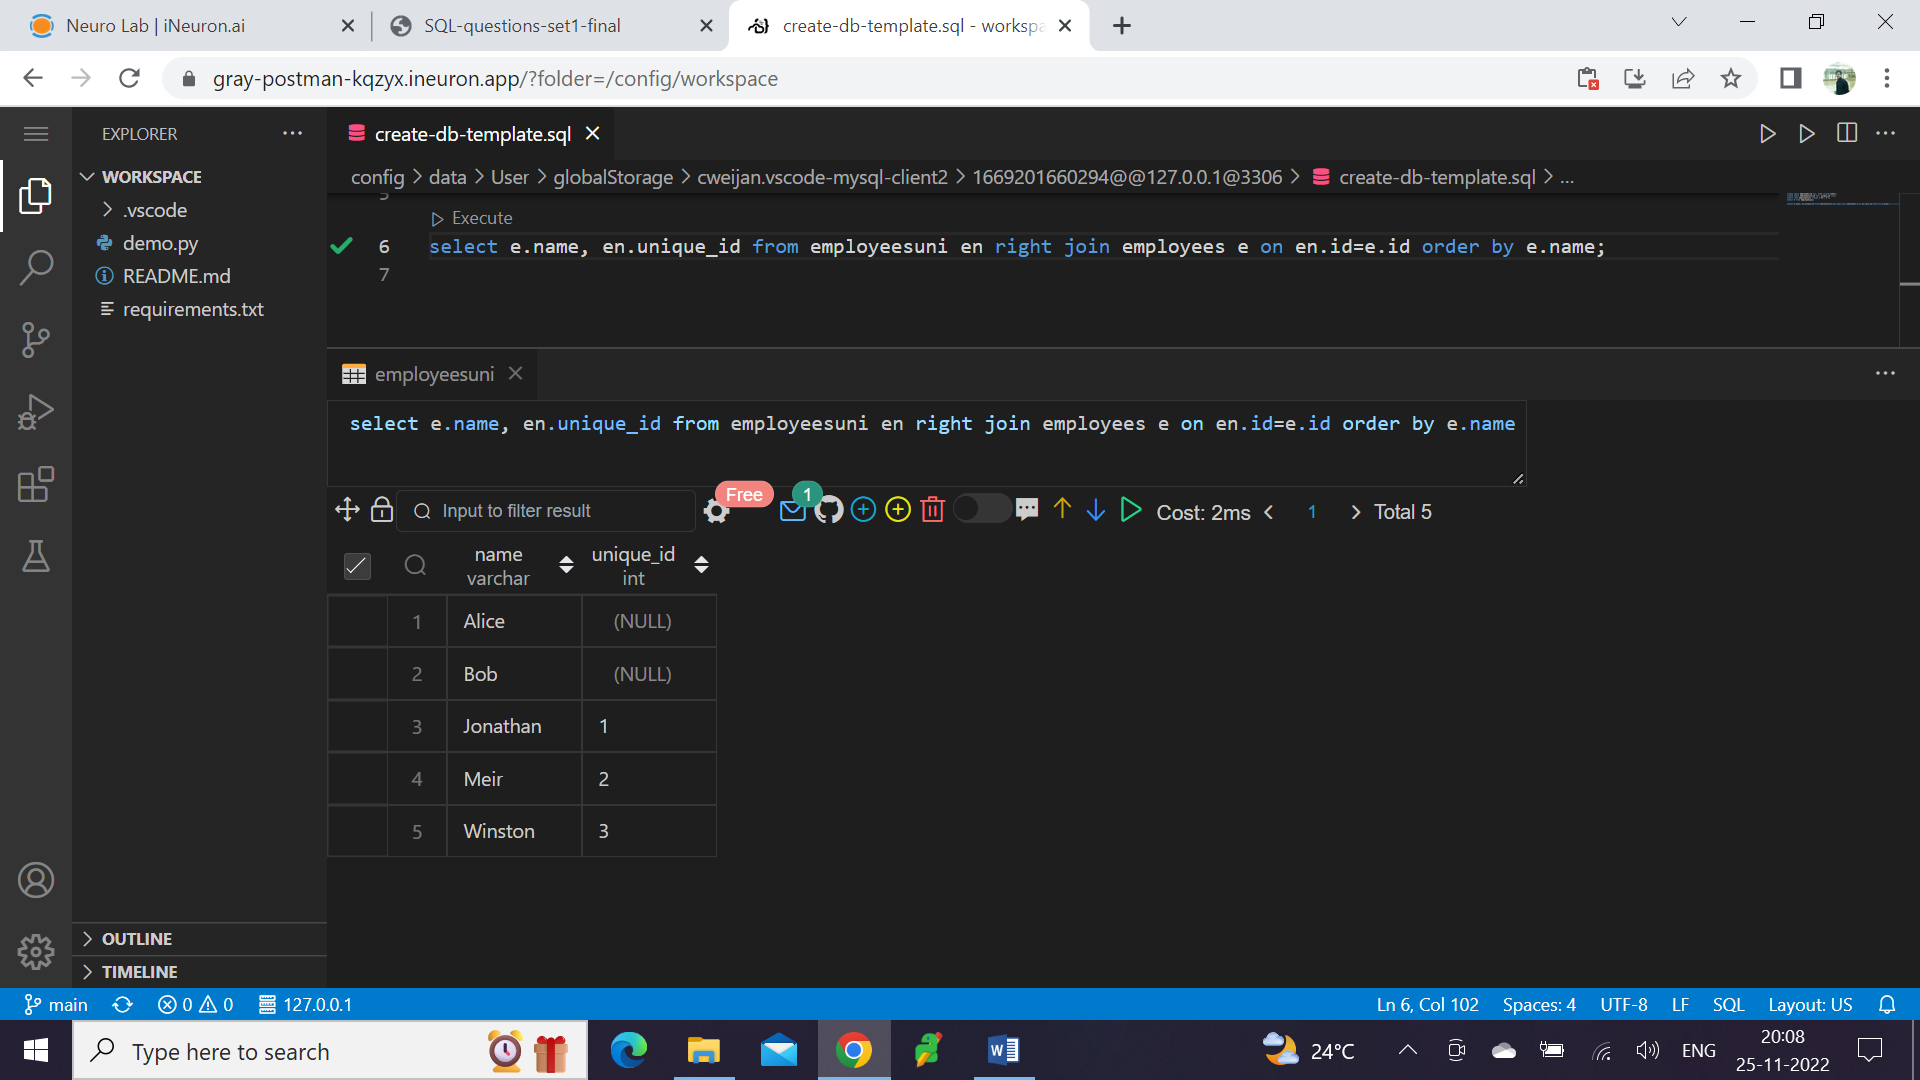 Neuro Lab | iNeuron.ai
SQL-questions-set1-final
create-db-template.sql - workspa
gray-postman-kqzyx.ineuron.app/?folder=/config/workspace
EXPLORER
WORKSPACE
.vscode
demo.py
README.md
requirements.txt
OUTLINE
TIMELINE
create-db-template.sql
config > data > User > globalStorage > cweijan.vscode-mysql-client2 > 1669201660294@@127.0.0.1@3306 > create-db-template.sql > ...
5
Execute
6 select e.name, en.unique_id from employeesuni en right join employees e on en.id=e.id order by e.name;
7
employeesuni
select e.name, en.unique_id from employeesuni en right join employees e on en.id=e.id order by e.name
Input to filter result
Free
1
Cost: 2ms < 1 > Total 5
name unique_id
varchar int
1 Alice (NULL)
2 Bob (NULL)
3 Jonathan 1
4 Meir 2
5 Winston 3
main 0 0 127.0.0.1 Ln 6, Col 102 Spaces: 4 UTF-8 LF SQL Layout: US
Type here to search
24°C
ENG
20:08
25-11-2022